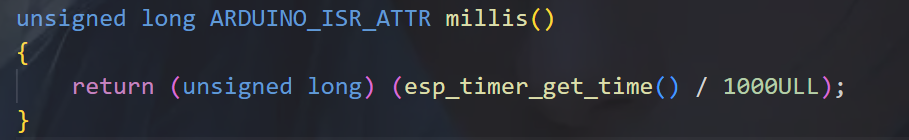 unsigned long ARDUINO_ISR_ATTR millis()
{
    return (unsigned long) (esp_timer_get_time() / 1000ULL);
}